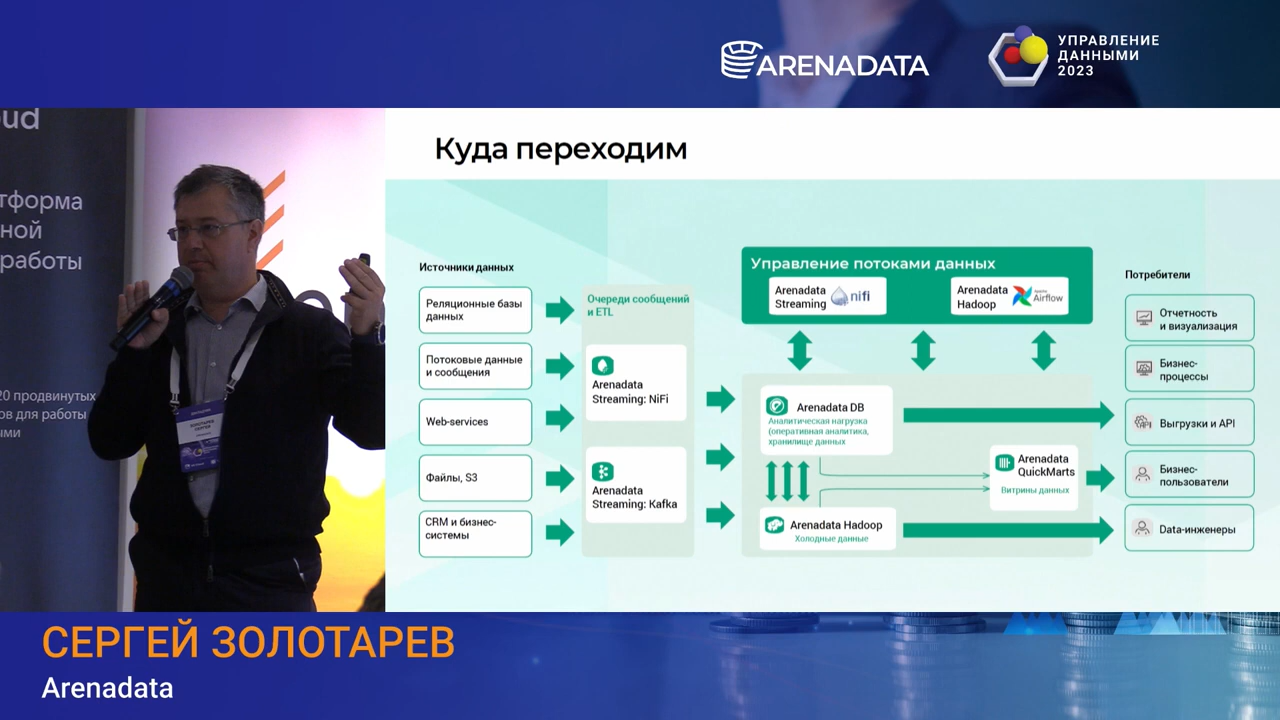 ARENADATA
УПРАВЛЕНИЕ
ДАННЫМИ
2023
тформа
ной
работы
20 продвинутых
ов для работы
ыми
ЗОЛОТАРЕВ
СЕРГЕЙ
Куда переходим
Источники данных
Реляционные базы
данных
Потоковые данные
и сообщения
Web-services
Файлы, S3
CRM и бизнес-
системы
Очереди сообщений
и ETL
Arenadata
Streaming: NiFi
Arenadata
Streaming: Kafka
Управление потоками данных
Arenadata
Streaming
nifi
Arenadata
Hadoop
Apache
Airflow
Arenadata DB
Аналитическая нагрузка
(оперативная аналитика,
хранилище данных
Arenadata
QuickMarts
Витрины данных
Arenadata Hadoop
Холодные данные
Потребители
Отчетность
и визуализация
Бизнес-
процессы
Выгрузки и API
Бизнес-
пользователи
Data-инженеры
СЕРГЕЙ ЗОЛОТАРЕВ
Arenadata